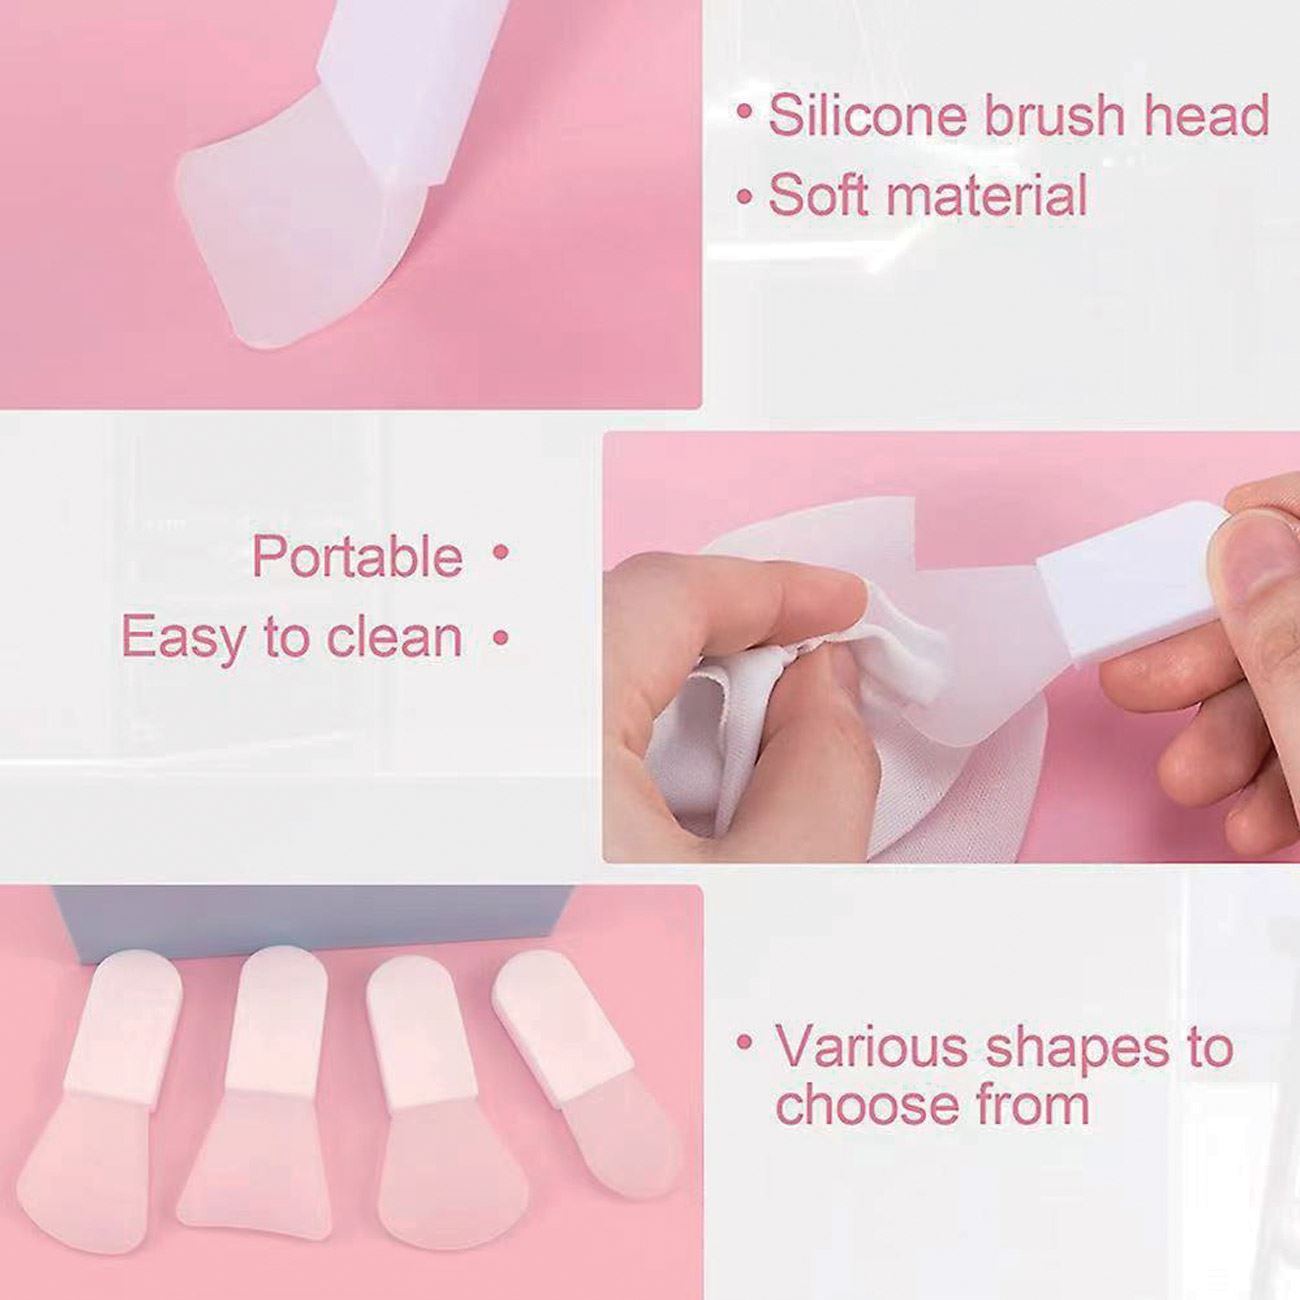 • Silicone brush head
• Soft material
Portable •
Easy to clean •
• Various shapes to
choose from